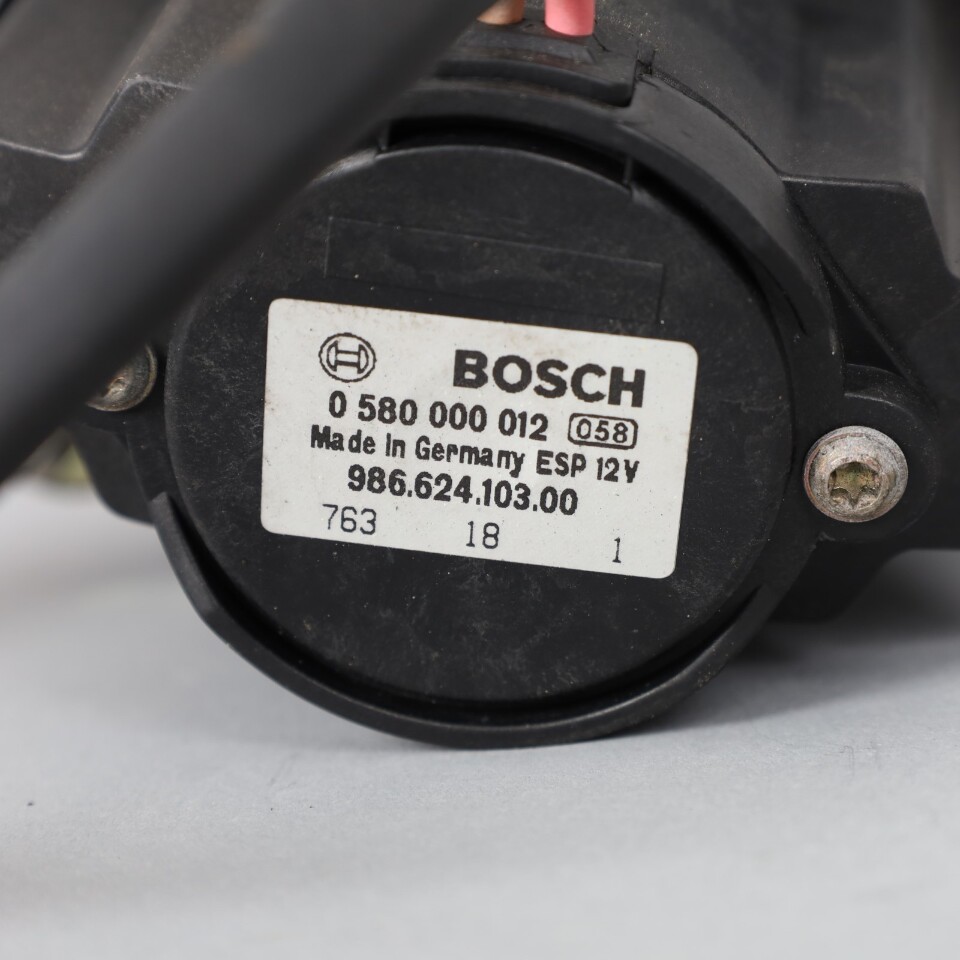 BOSCH
0 580 000 012 058
Made in Germany ESP 12V
986.624.103.00
763 18 1